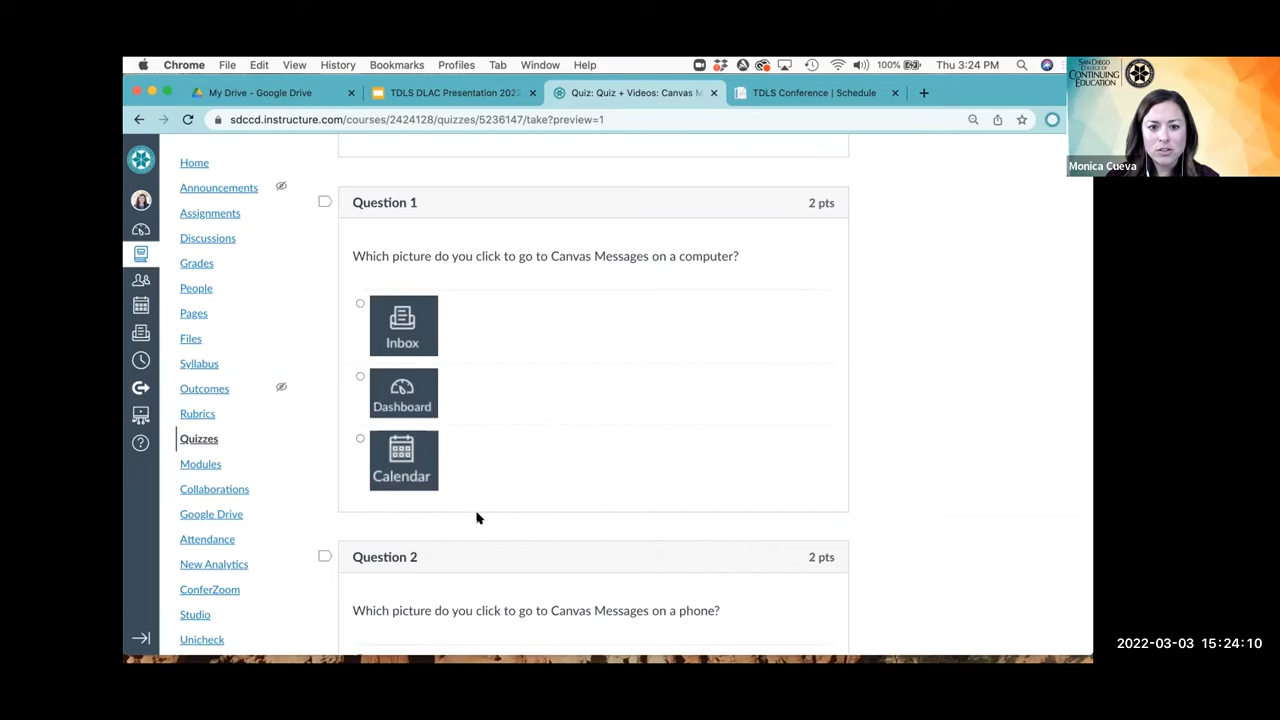 Chrome File Edit View History Bookmarks Profiles Tab Window Help 100% Thu 3:24 PM
SAN DIEGO
COLLEGE OF
CONTINUING
EDUCATION
Monica Cueva
My Drive - Google Drive
TDLS DLAC Presentation 2022
Quiz: Quiz + Videos: Canvas M
TDLS Conference | Schedule
sdccd.instructure.com/courses/2424128/quizzes/5236147/take?preview=1
Home
Announcements
Assignments
Discussions
Grades
People
Pages
Files
Syllabus
Outcomes
Rubrics
Quizzes
Modules
Collaborations
Google Drive
Attendance
New Analytics
ConferZoom
Studio
Unicheck
Question 1 2 pts
Which picture do you click to go to Canvas Messages on a computer?
Inbox
Dashboard
Calendar
Question 2 2 pts
Which picture do you click to go to Canvas Messages on a phone?
2022-03-03 15:24:10